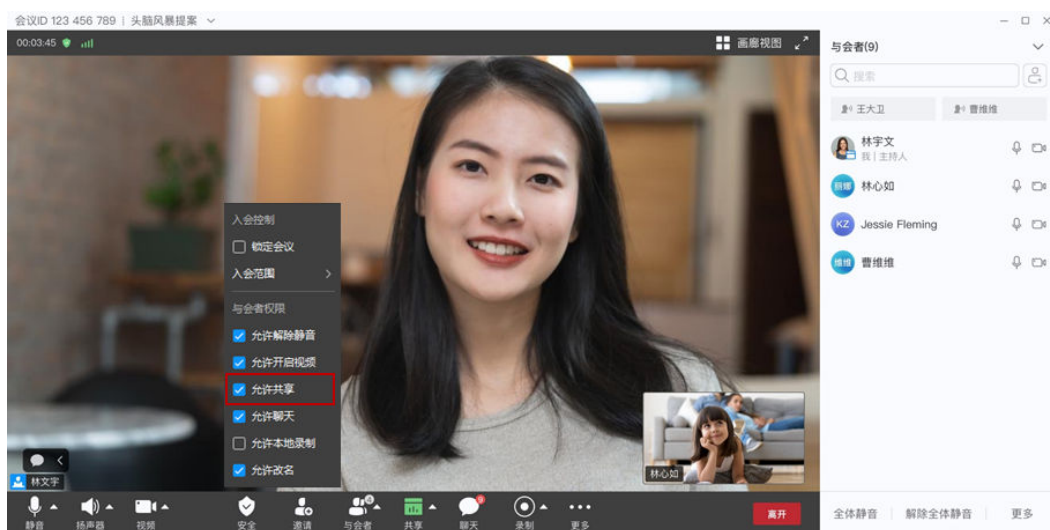 会议ID 123 456 789 | 头脑风暴提案
00:03:45
画廊视图
入会控制
锁定会议
入会范围
与会者权限
允许解除静音
允许开启视频
允许共享
允许聊天
允许本地录制
允许改名
林文宇
林心如
静音
扬声器
视频
安全
邀请
与会者
共享
聊天
录制
更多
离开
与会者(9)
搜索
王大卫
曹维维
林宇文
我 | 主持人
林心如
KZ
Jessie Fleming
维维
曹维维
全体静音
解除全体静音
更多